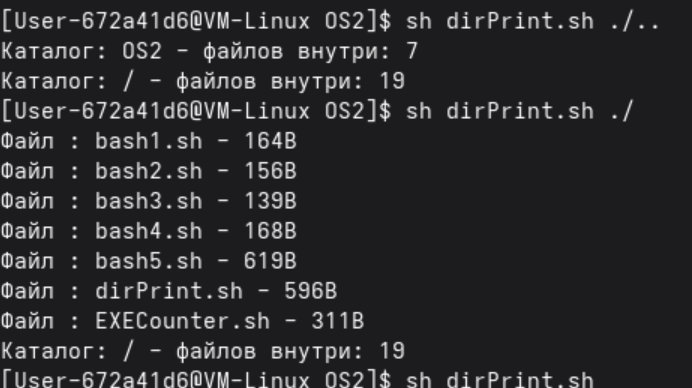 [User-672a41d6@VM-Linux OS2]$ sh dirPrint.sh ./..
Каталог: OS2 - файлов внутри: 7
Каталог: / - файлов внутри: 19
[User-672a41d6@VM-Linux OS2]$ sh dirPrint.sh ./
Файл : bash1.sh - 164B
Файл : bash2.sh - 156B
Файл : bash3.sh - 139B
Файл : bash4.sh - 168B
Файл : bash5.sh - 619B
Файл : dirPrint.sh - 596B
Файл : EXECounter.sh - 311B
Каталог: / - файлов внутри: 19
[User-672a41d6@VM-Linux OS2]$ sh dirPrint.sh